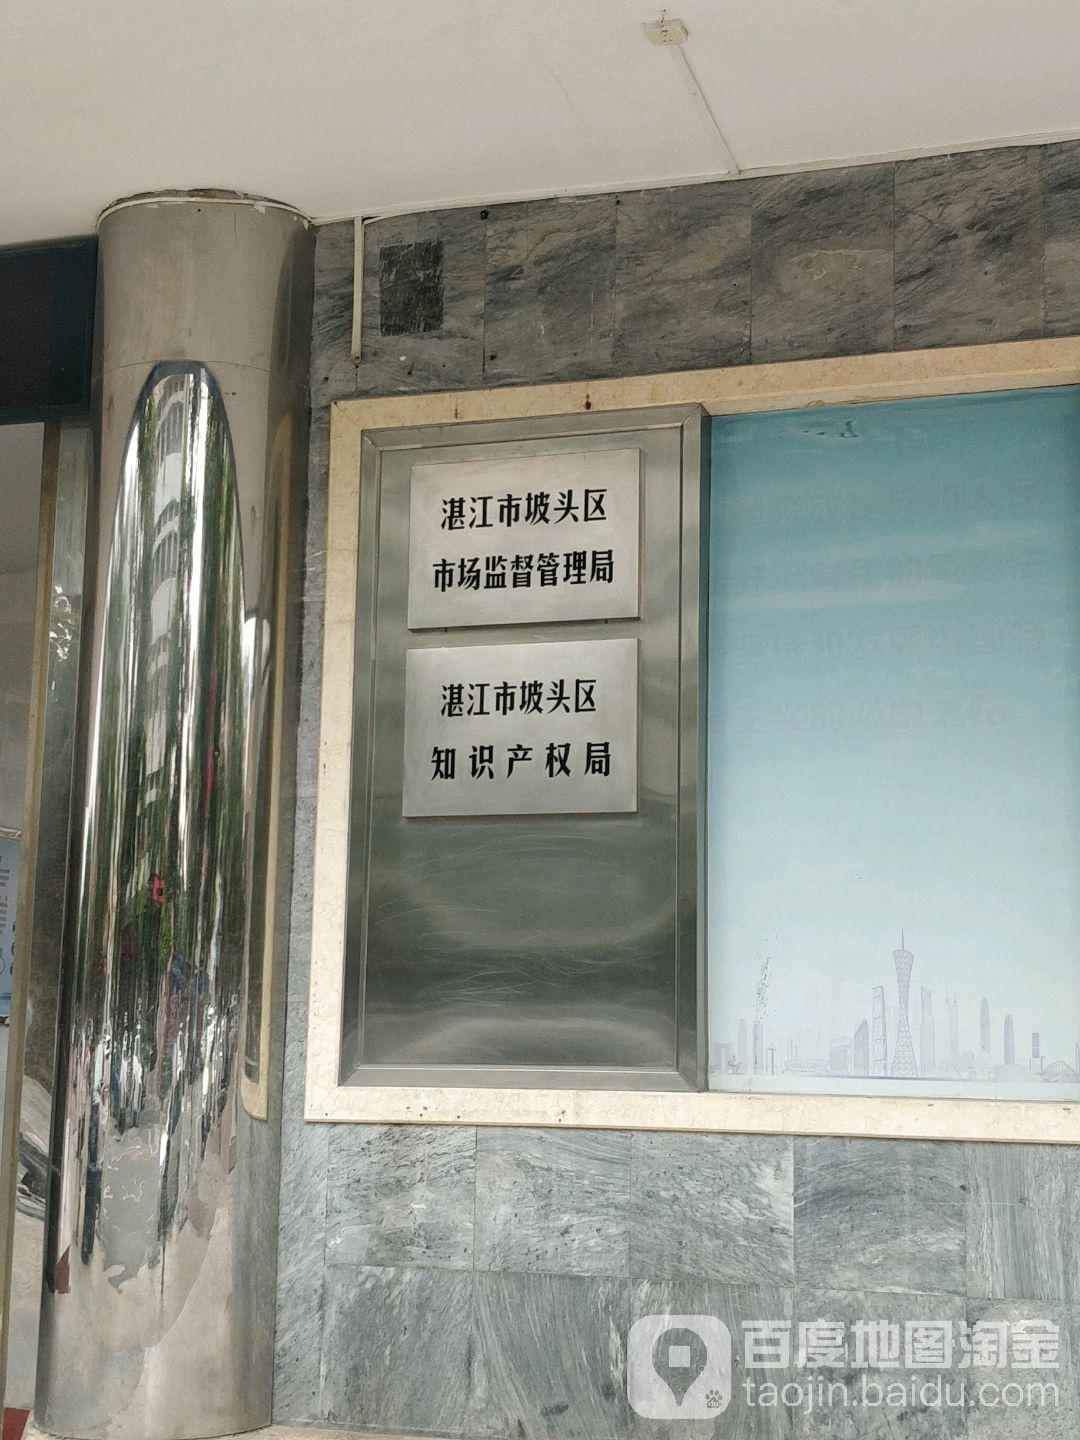 湛江市坡头区
市场监督管理局
湛江市坡头区
知识产权局
百度地图淘金
taojin.baidu.com